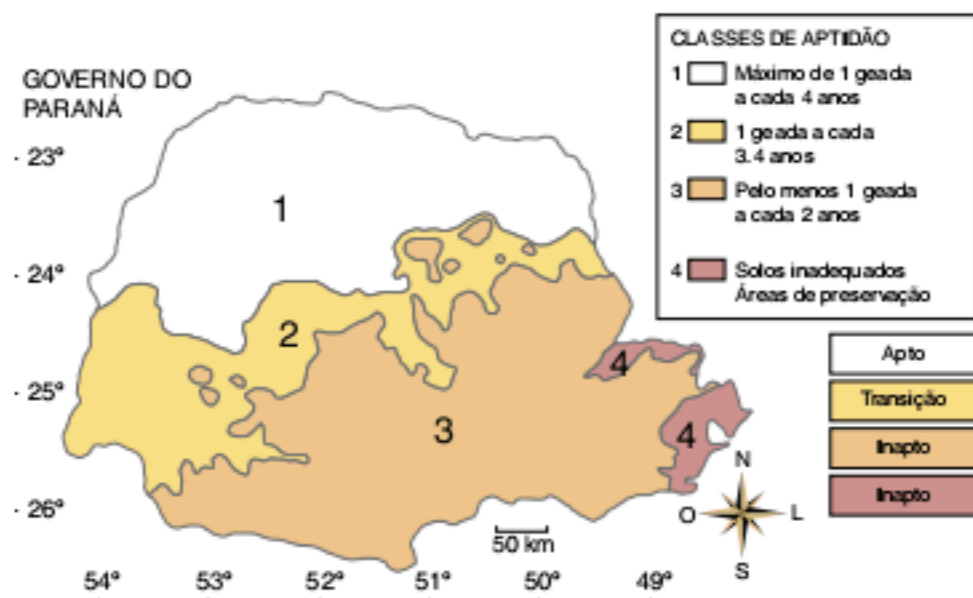 GOVERNO DO
PARANÁ
CLASSES DE APTIDÃO
1 Máximo de 1 geada
a cada 4 anos
2 1 geada a cada
3.4 anos
3 Pelo menos 1 geada
a cada 2 anos
4 Solos inadequados
Áreas de preservação
Apto
Transição
Inapto
Inapto
- 23º
- 24º
- 25º
- 26º
1
2
3
4
4
N
O
L
S
50 km
54º 53º 52º 51º 50º 49º